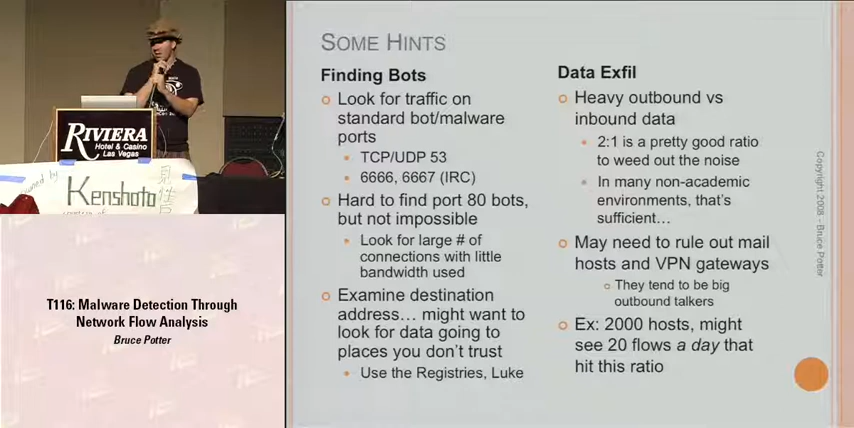 RIVIERA
Hotel & Casino
Las Vegas
owned by
Kenshoto
T116: Malware Detection Through
Network Flow Analysis
Bruce Potter
SOME HINTS
Finding Bots
Look for traffic on
standard bot/malware
ports
TCP/UDP 53
6666, 6667 (IRC)
Hard to find port 80 bots,
but not impossible
Look for large # of
connections with little
bandwidth used
Examine destination
address... might want to
look for data going to
places you don't trust
Use the Registries, Luke
Data Exfil
Heavy outbound vs
inbound data
2:1 is a pretty good ratio
to weed out the noise
In many non-academic
environments, that's
sufficient...
May need to rule out mail
hosts and VPN gateways
They tend to be big
outbound talkers
Ex: 2000 hosts, might
see 20 flows a day that
hit this ratio
Copyright 2008 - Bruce Potter